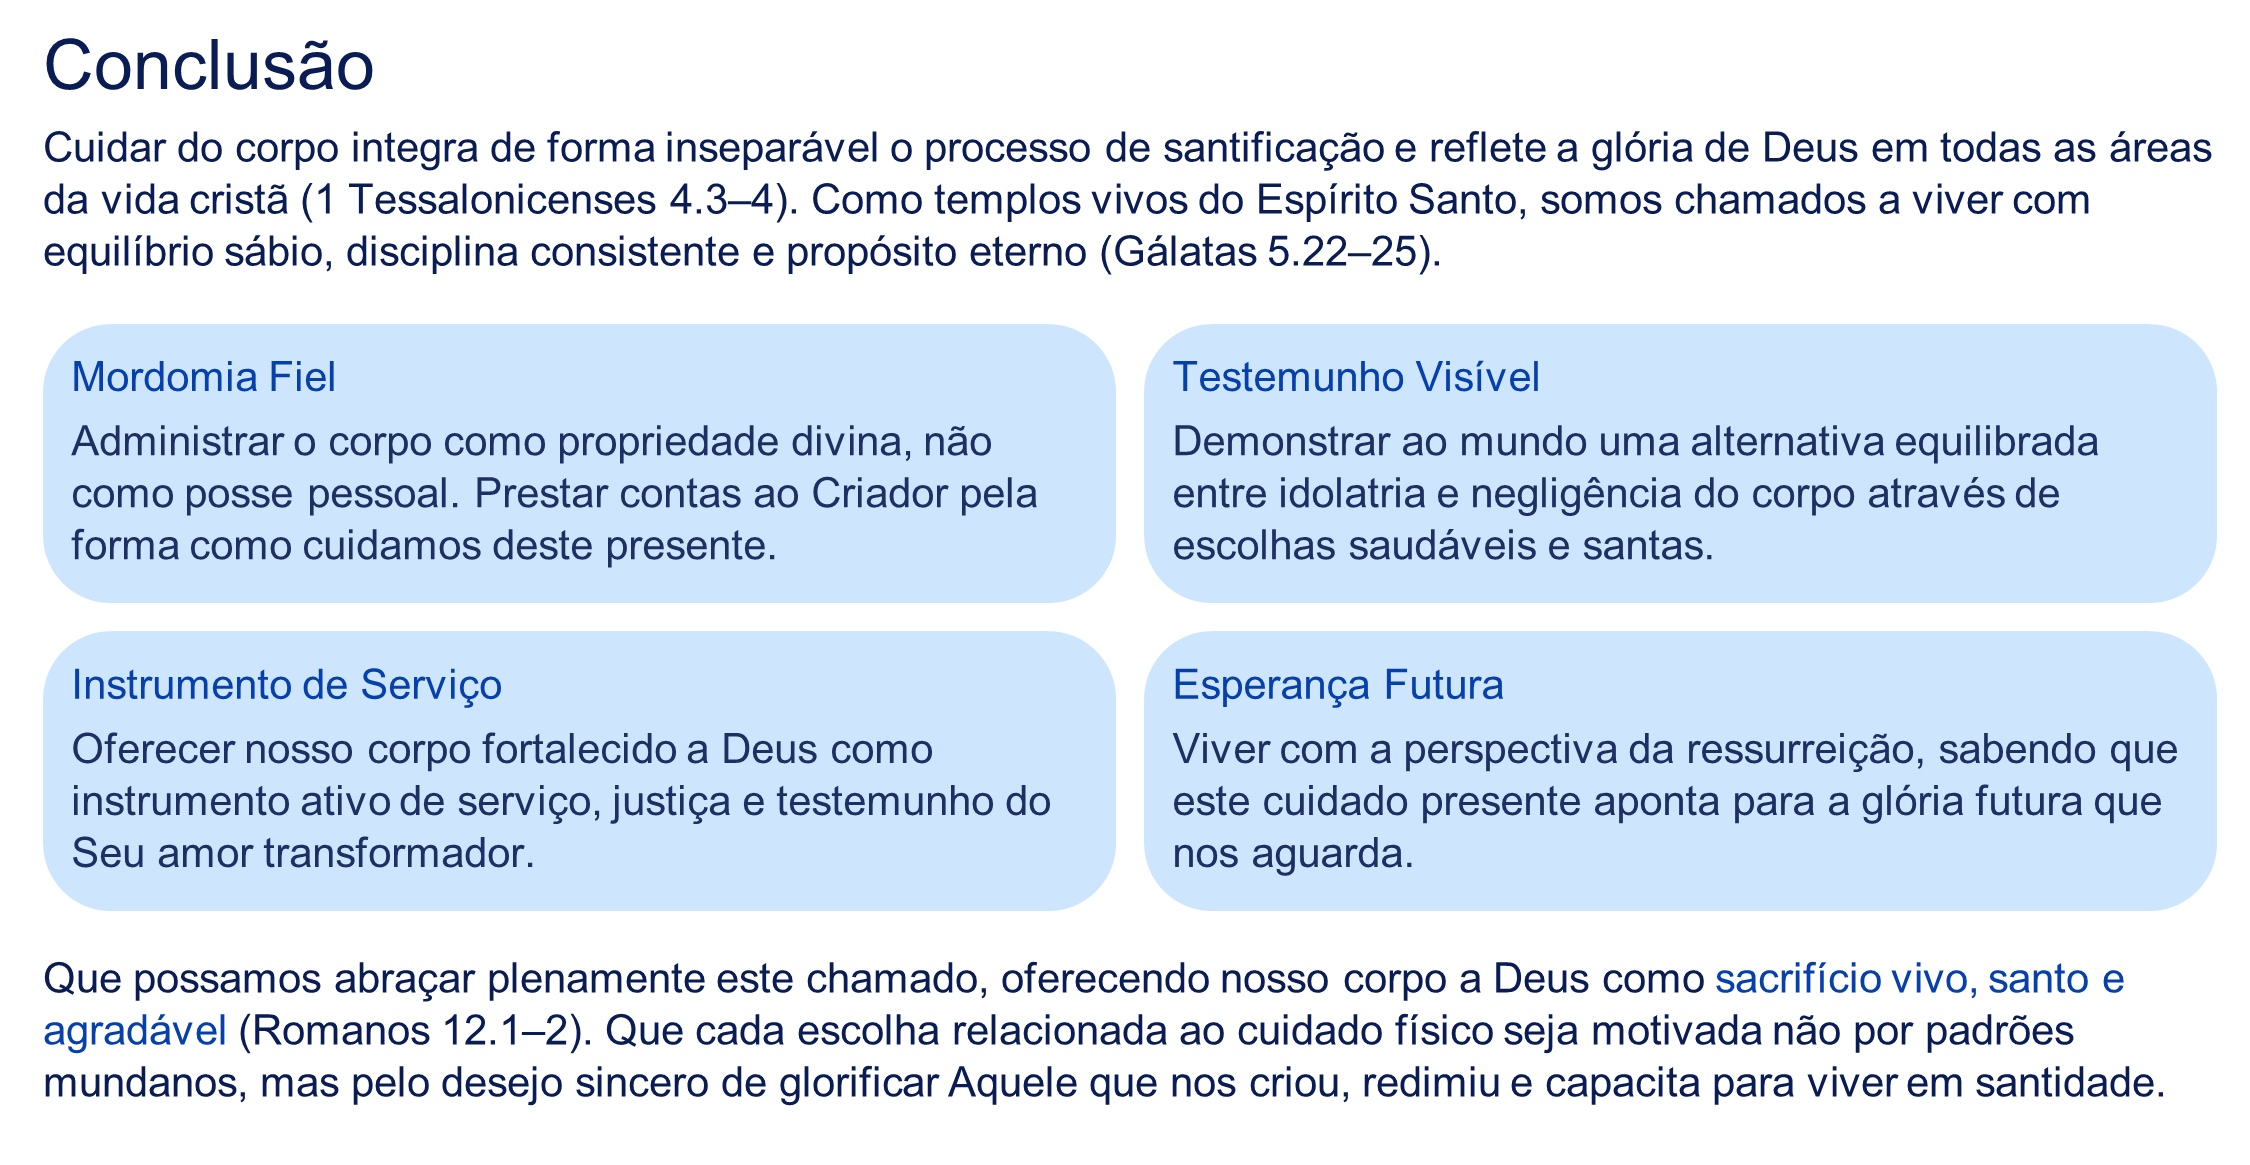 Conclusão
Cuidar do corpo integra de forma inseparável o processo de santificação e reflete a glória de Deus em todas as áreas
da vida cristã (1 Tessalonicenses 4.3–4). Como templos vivos do Espírito Santo, somos chamados a viver com
equilíbrio sábio, disciplina consistente e propósito eterno (Gálatas 5.22–25).
Mordomia Fiel
Administrar o corpo como propriedade divina, não
como posse pessoal. Prestar contas ao Criador pela
forma como cuidamos deste presente.
Testemunho Visível
Demonstrar ao mundo uma alternativa equilibrada
entre idolatria e negligência do corpo através de
escolhas saudáveis e santas.
Instrumento de Serviço
Oferecer nosso corpo fortalecido a Deus como
instrumento ativo de serviço, justiça e testemunho do
Seu amor transformador.
Esperança Futura
Viver com a perspectiva da ressurreição, sabendo que
este cuidado presente aponta para a glória futura que
nos aguarda.
Que possamos abraçar plenamente este chamado, oferecendo nosso corpo a Deus como sacrifício vivo, santo e
agradável (Romanos 12.1–2). Que cada escolha relacionada ao cuidado físico seja motivada não por padrões
mundanos, mas pelo desejo sincero de glorificar Aquele que nos criou, redimiu e capacita para viver em santidade.